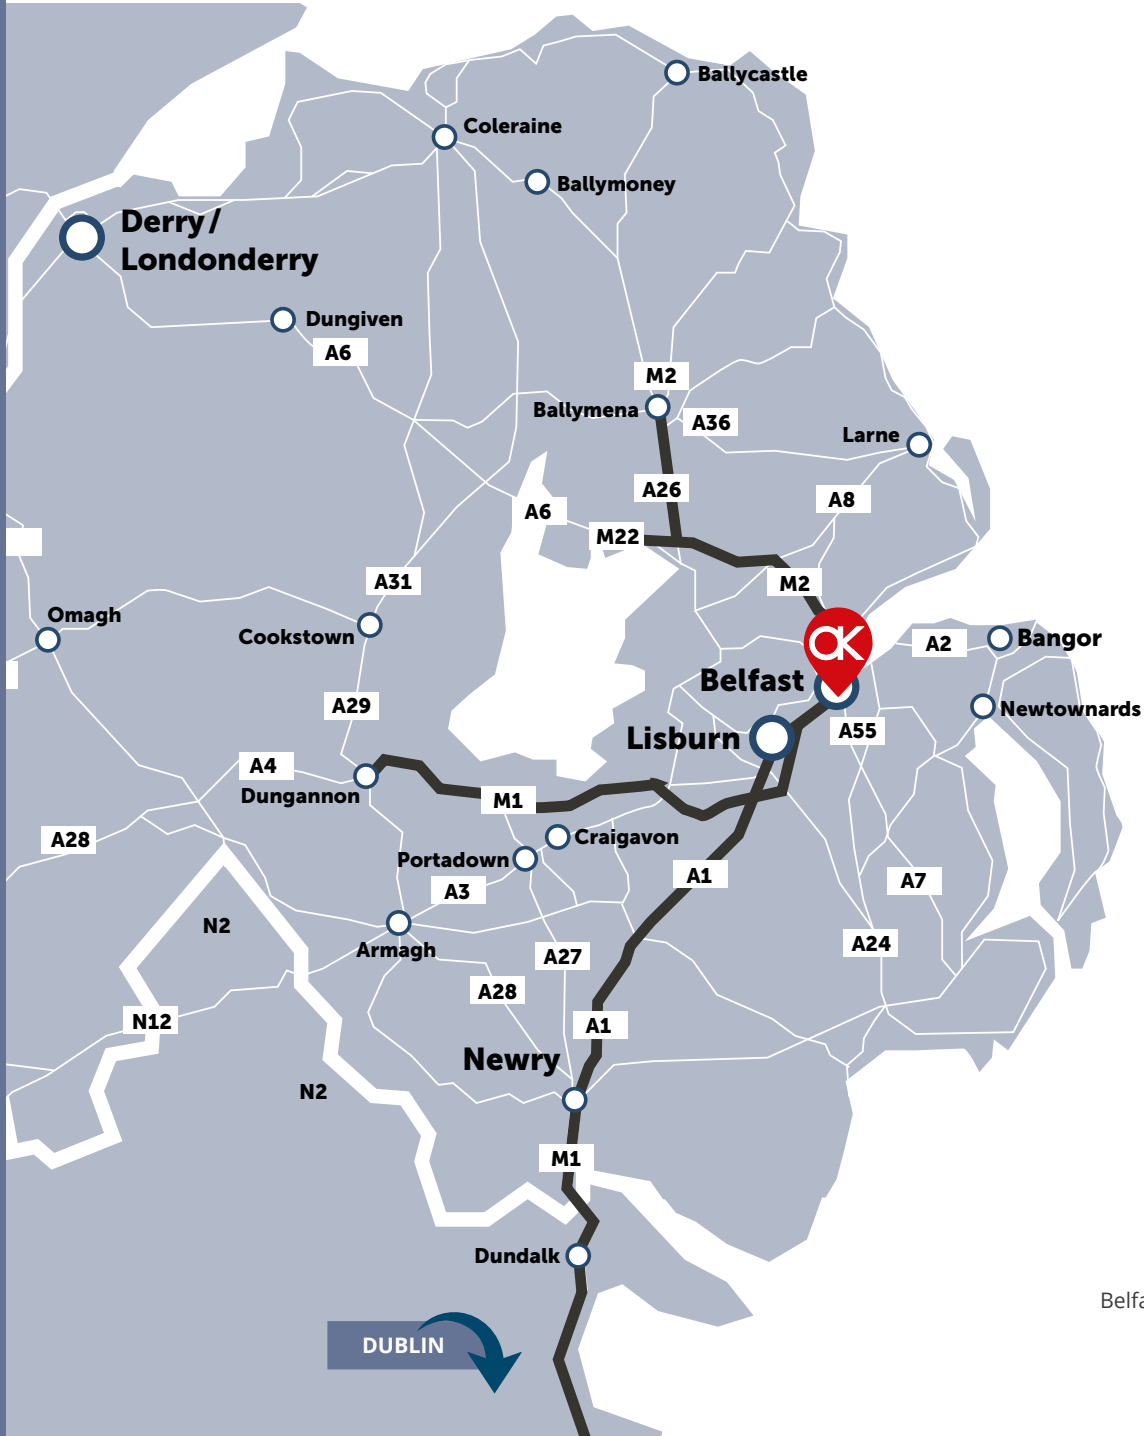 Ballycastle
Coleraine
Ballymoney
Derry/
Londonderry
Dungiven
A6
M2
Ballymena
A36
Larne
A26
A8
A6
M22
A31
M2
Omagh
Cookstown
OK
A2
Bangor
Belfast
A29
Newtownards
A55
Lisburn
A4
Dungannon
M1
A28
Craigavon
Portadown
A3
A1
A7
N2
Armagh
A27
A24
A28
N12
A1
Newry
N2
M1
Dundalk
Belfa
DUBLIN